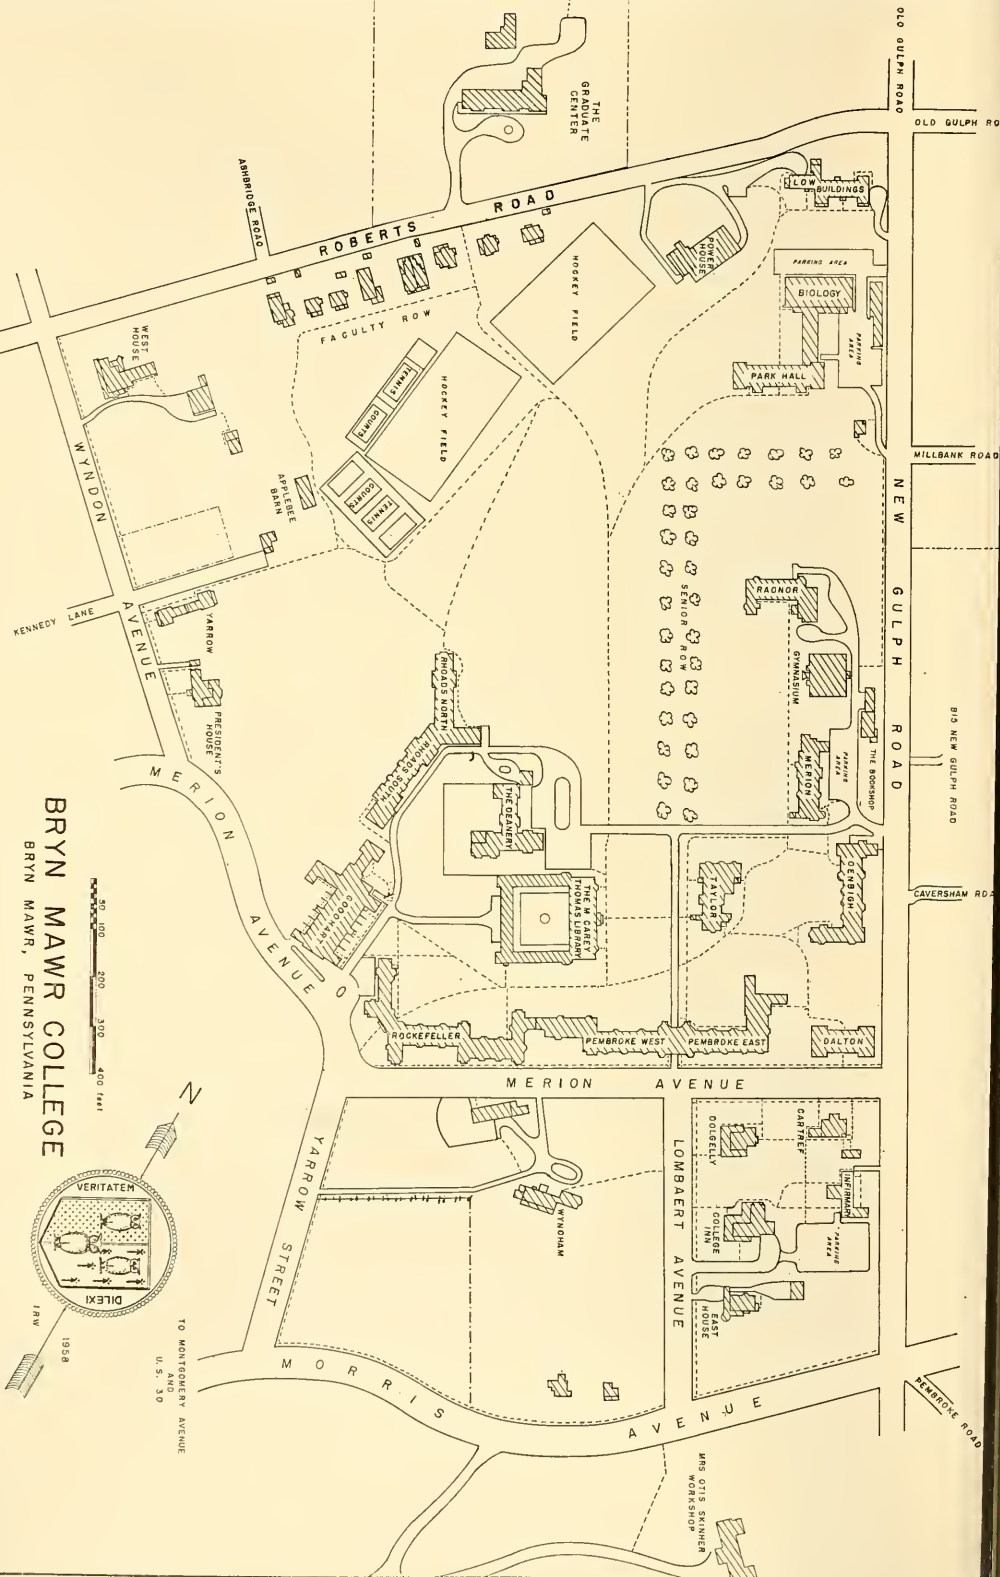 OLD GULPH ROAD
OLD GULPH RO
THE
GRADUATE
CENTER
ASHBRIDGE ROAD
ROBERTS ROAD
LOW BUILDINGS
POWER
HOUSE
PARKING AREA
BIOLOGY
PARKING
AREA
PARK HALL
HOCKEY FIELD
FACULTY ROW
WEST
HOUSE
TENNIS
COURTS
HOCKEY FIELD
COURTS
TENNIS
APPLEBEE
BARN
MILLBANK ROAD
NEW GULPH ROAD
WYNDON AVENUE
KENNEDY LANE
YARROW
PRESIDENT'S
HOUSE
RADNOR
GYMNASIUM
SENIOR ROW
815 NEW GULPH ROAD
THE BOOKSHOP
PARKING
AREA
MERION
RHOADS NORTH
RHOADS SOUTH
THE DEANERY
MERION AVENUE
GOODHART
THE M CAREY
THOMAS LIBRARY
TAYLOR
DENBIGH
CAVERSHAM ROA
ROCKEFELLER
PEMBROKE WEST
PEMBROKE EAST
DALTON
MERION AVENUE
DOLGELLY
CARTREF
INFIRMARY
COLLEGE
INN
PARKING
AREA
EAST
HOUSE
LOMBAERT AVENUE
WYNDHAM
YARROW STREET
MORRIS AVENUE
PEMBROKE ROAD
MRS OTIS SKINNER
WORKSHOP
TO MONTGOMERY AVENUE
AND
U.S. 30
BRYN MAWR COLLEGE
BRYN MAWR, PENNSYLVANIA
50 100 200 300 400 feet
N
VERITATEM
DILEXI
IRW 1958